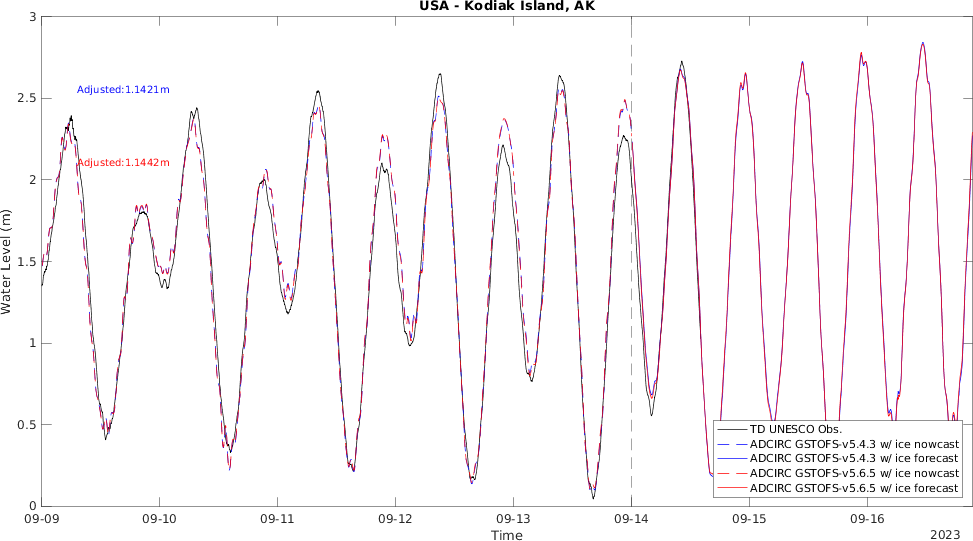 USA - Kodiak Island, AK
3
2.5
2
1.5
1
0.5
0
Water Level (m)
Adjusted:1.1421m
Adjusted:1.1442m
TD UNESCO Obs.
ADCIRC GSTOFS-v5.4.3 w/ ice nowcast
ADCIRC GSTOFS-v5.4.3 w/ ice forecast
ADCIRC GSTOFS-v5.6.5 w/ ice nowcast
ADCIRC GSTOFS-v5.6.5 w/ ice forecast
09-09 09-10 09-11 09-12 09-13 09-14 09-15 09-16
Time
2023